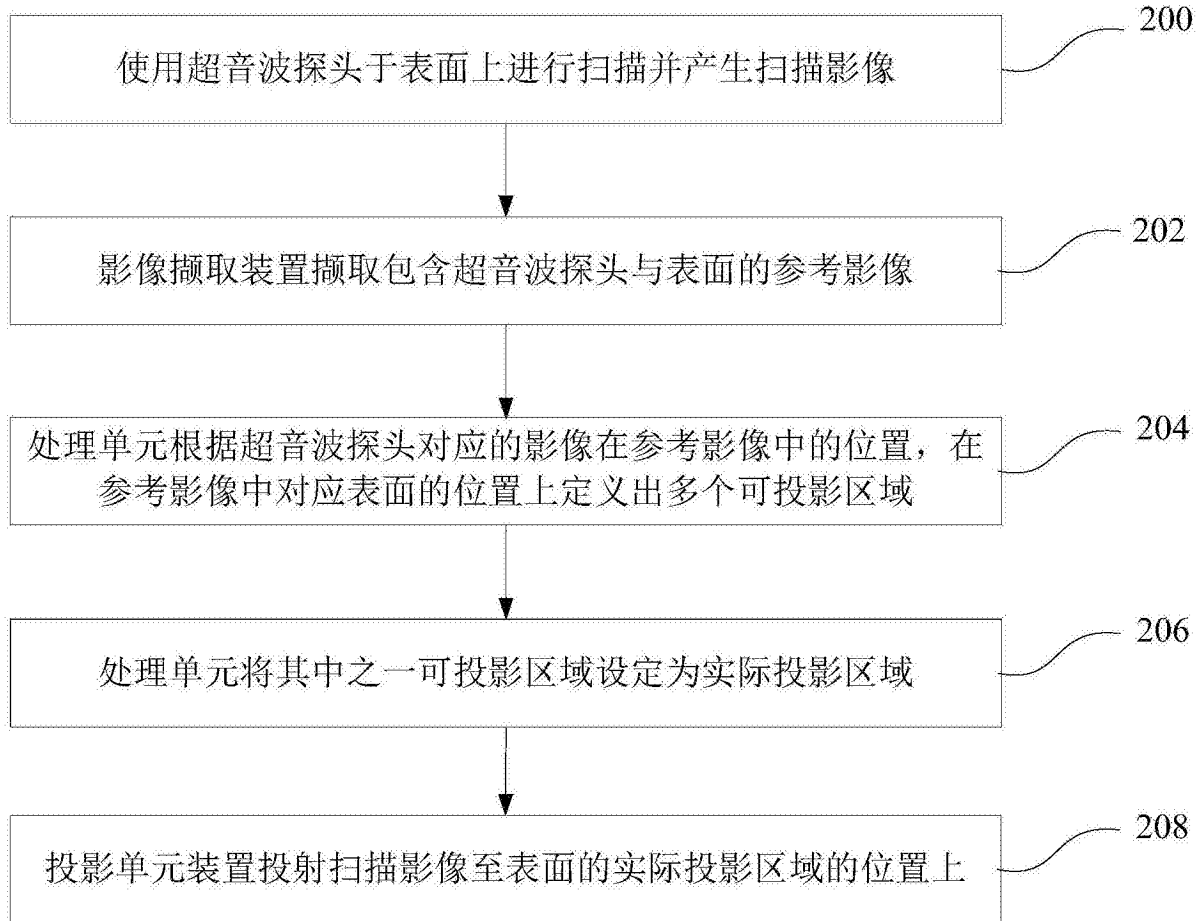 200
使用超音波探头于表面上进行扫描并产生扫描影像
202
影像撷取装置撷取包含超音波探头与表面的参考影像
204
处理单元根据超音波探头对应的影像在参考影像中的位置，在
参考影像中对应表面的位置上定义出多个可投影区域
206
处理单元将其中之一可投影区域设定为实际投影区域
208
投影单元装置投射扫描影像至表面的实际投影区域的位置上